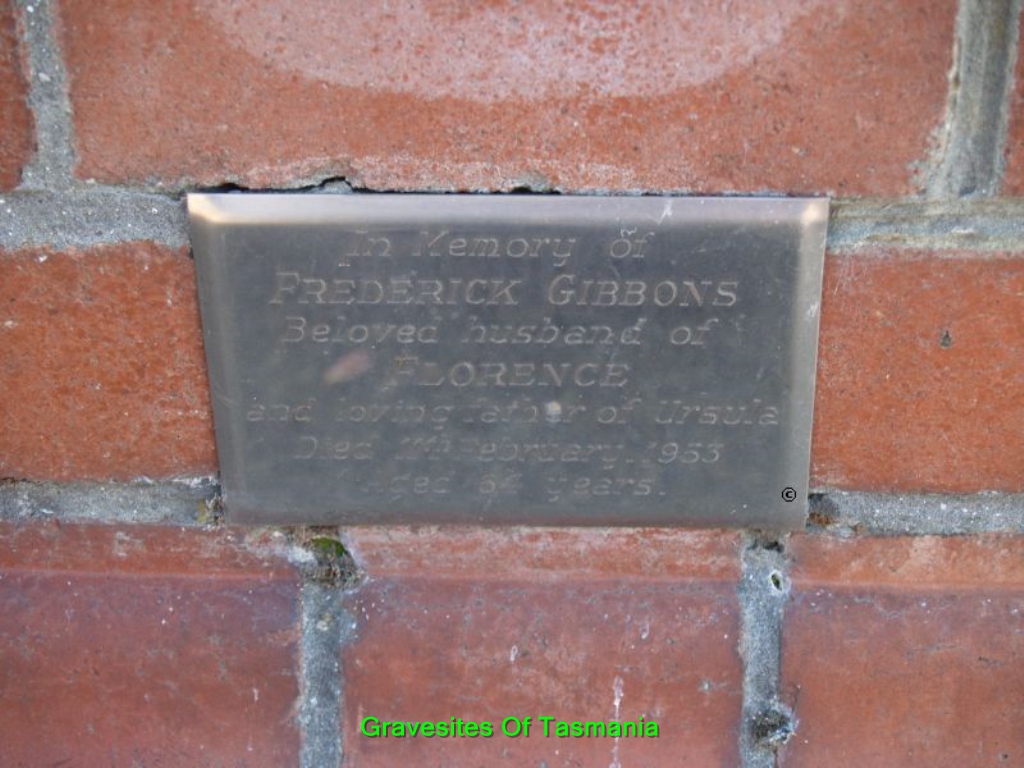 In Memory of
FREDERICK GIBBONS
Beloved husband of
FLORENCE
and loving father of Ursula
Died February, 1953
Aged years.
©
Gravesites Of Tasmania